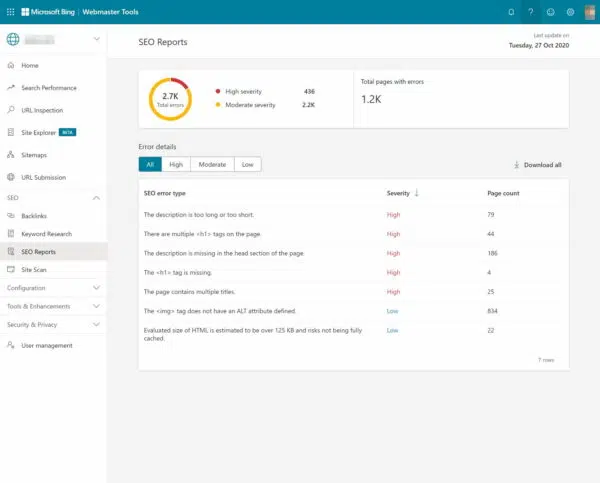 Microsoft Bing | Webmaster Tools
SEO Reports
Last update on
Tuesday, 27 Oct 2020
Home
Search Performance
URL Inspection
Site Explorer BETA
Sitemaps
URL Submission
SEO
Backlinks
Keyword Research
SEO Reports
Site Scan
Configuration
Tools & Enhancements
Security & Privacy
User management
2.7K
Total errors
High severity 436
Moderate severity 2.2K
Total pages with errors
1.2K
Error details
All High Moderate Low
Download all
SEO error type Severity Page count
The description is too long or too short. High 79
There are multiple <h1> tags on the page. High 44
The description is missing in the head section of the page. High 186
The <h1> tag is missing. High 4
The page contains multiple titles. High 25
The <img> tag does not have an ALT attribute defined. Low 834
Evaluated size of HTML is estimated to be over 125 KB and risks not being fully Low 22
cached.
7 rows